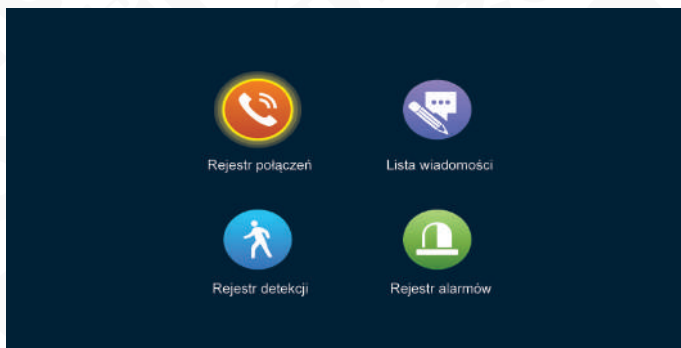 Rejestr połączeń
Lista wiadomości
Rejestr detekcji
Rejestr alarmów